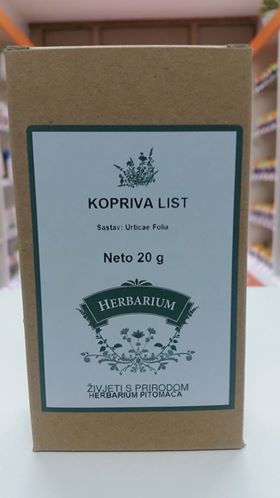 KOPRIVA LIST
Sastav: Urticae Folia
Neto 20 g
HERBARIUM
ŽIVJETI S PRIRODOM
HERBARIUM PITOMAČA